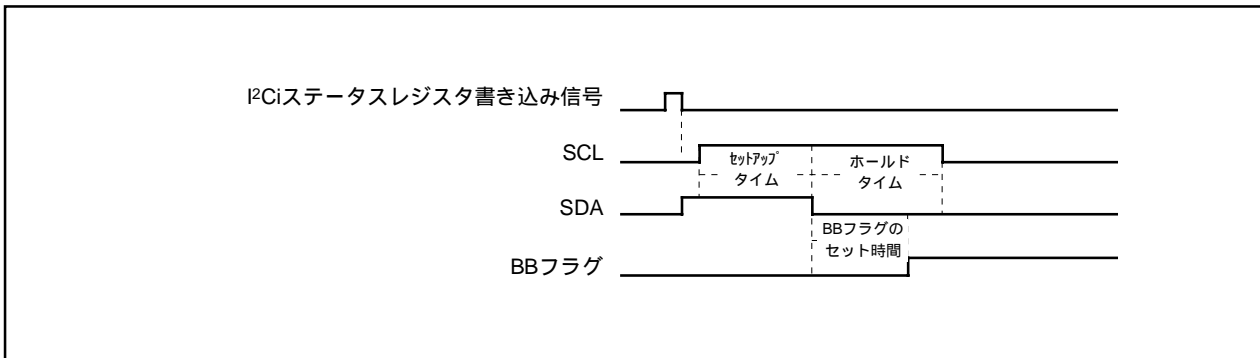 I²Ciステータスレジスタ書き込み信号
SCL
ｾｯﾄｱｯﾌﾟ
タイム
ホールド
タイム
SDA
BBフラグの
セット時間
BBフラグ